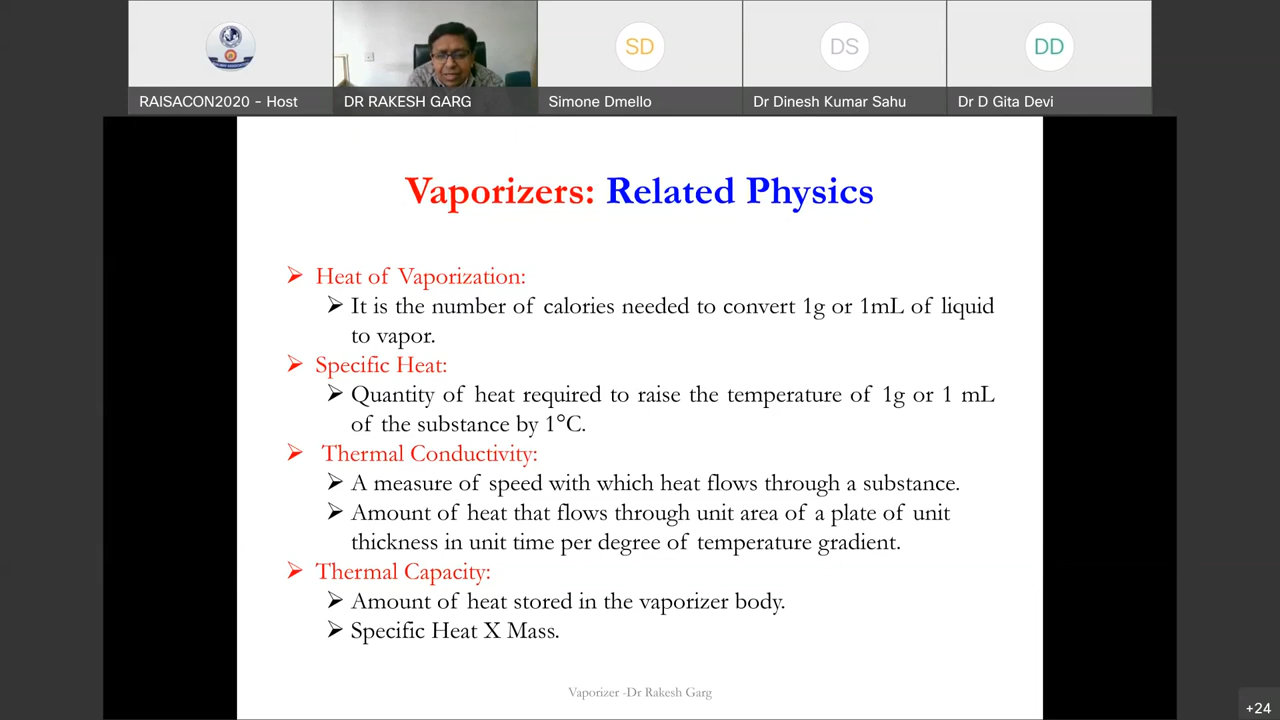 SD
DS
DD
RAISACON2020 - Host
DR RAKESH GARG
Simone Dmello
Dr Dinesh Kumar Sahu
Dr D Gita Devi
Vaporizers: Related Physics
Heat of Vaporization:
It is the number of calories needed to convert 1g or 1mL of liquid
to vapor.
Specific Heat:
Quantity of heat required to raise the temperature of 1g or 1 mL
of the substance by 1°C.
Thermal Conductivity:
A measure of speed with which heat flows through a substance.
Amount of heat that flows through unit area of a plate of unit
thickness in unit time per degree of temperature gradient.
Thermal Capacity:
Amount of heat stored in the vaporizer body.
Specific Heat X Mass.
Vaporizer -Dr Rakesh Garg
+24